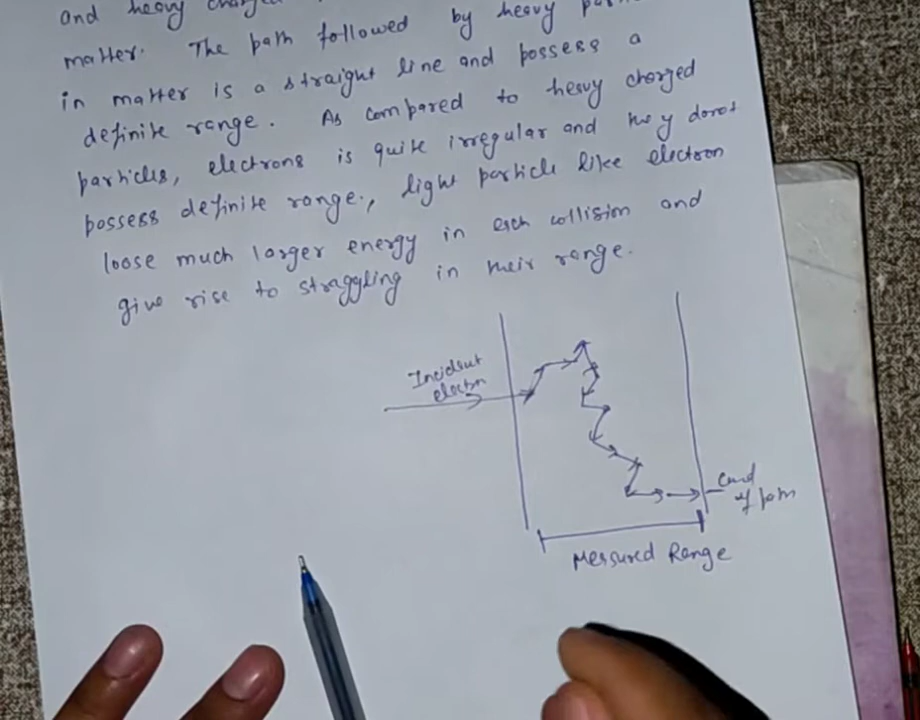 and heavy charged
matter. The path followed by heavy
in matter is a straight line and possess a
definite range. As compared to heavy charged
particles, electrons is quite irregular and they donot
possess definite range., light particle like electron
loose much larger energy in each collision and
give rise to straggling in their range.
Incident
electron
end
of path
Measured Range